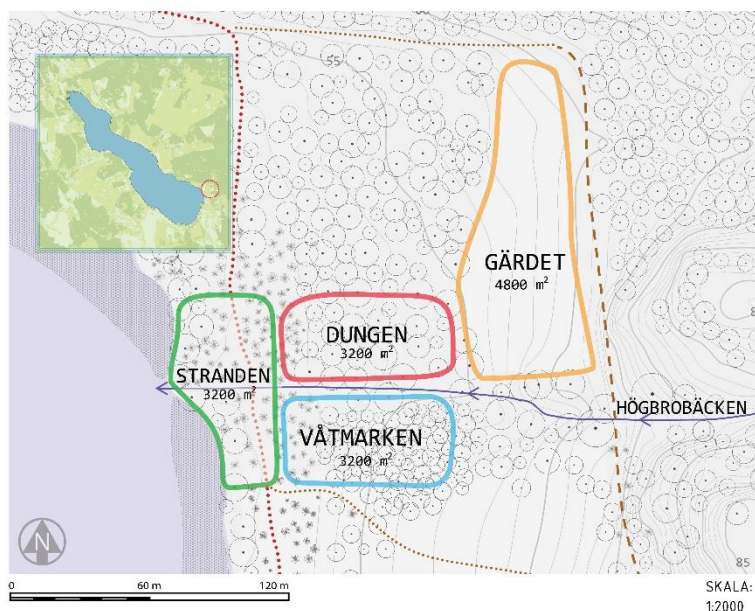 55
GÄRDET
4800 m²
DUNGEN
3200 m²
STRANDEN
3200 m²
HÖGBROBÄCKEN
VÅTMARKEN
3200 m²
N
85
0 60 m 120 m
SKALA:
1:2000